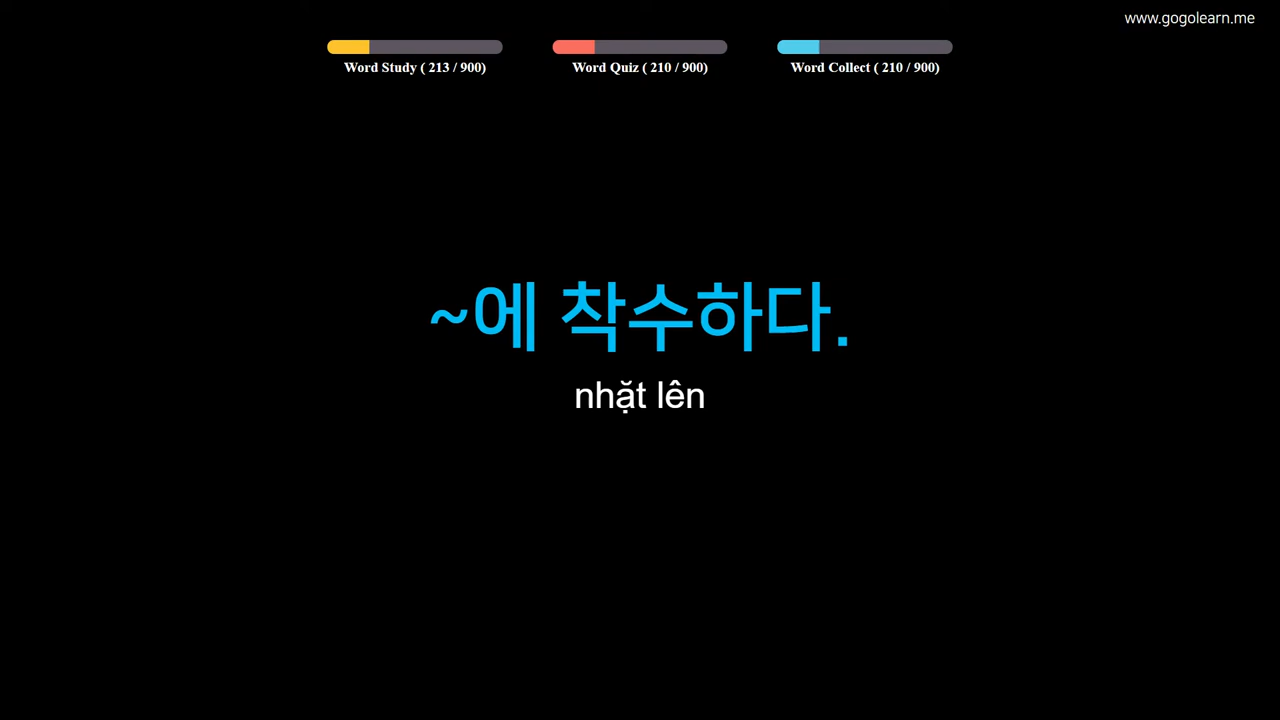 www.gogolearn.me
Word Study ( 213 / 900)
Word Quiz ( 210 / 900)
Word Collect ( 210 / 900)
~에 착수하다.
nhặt lên